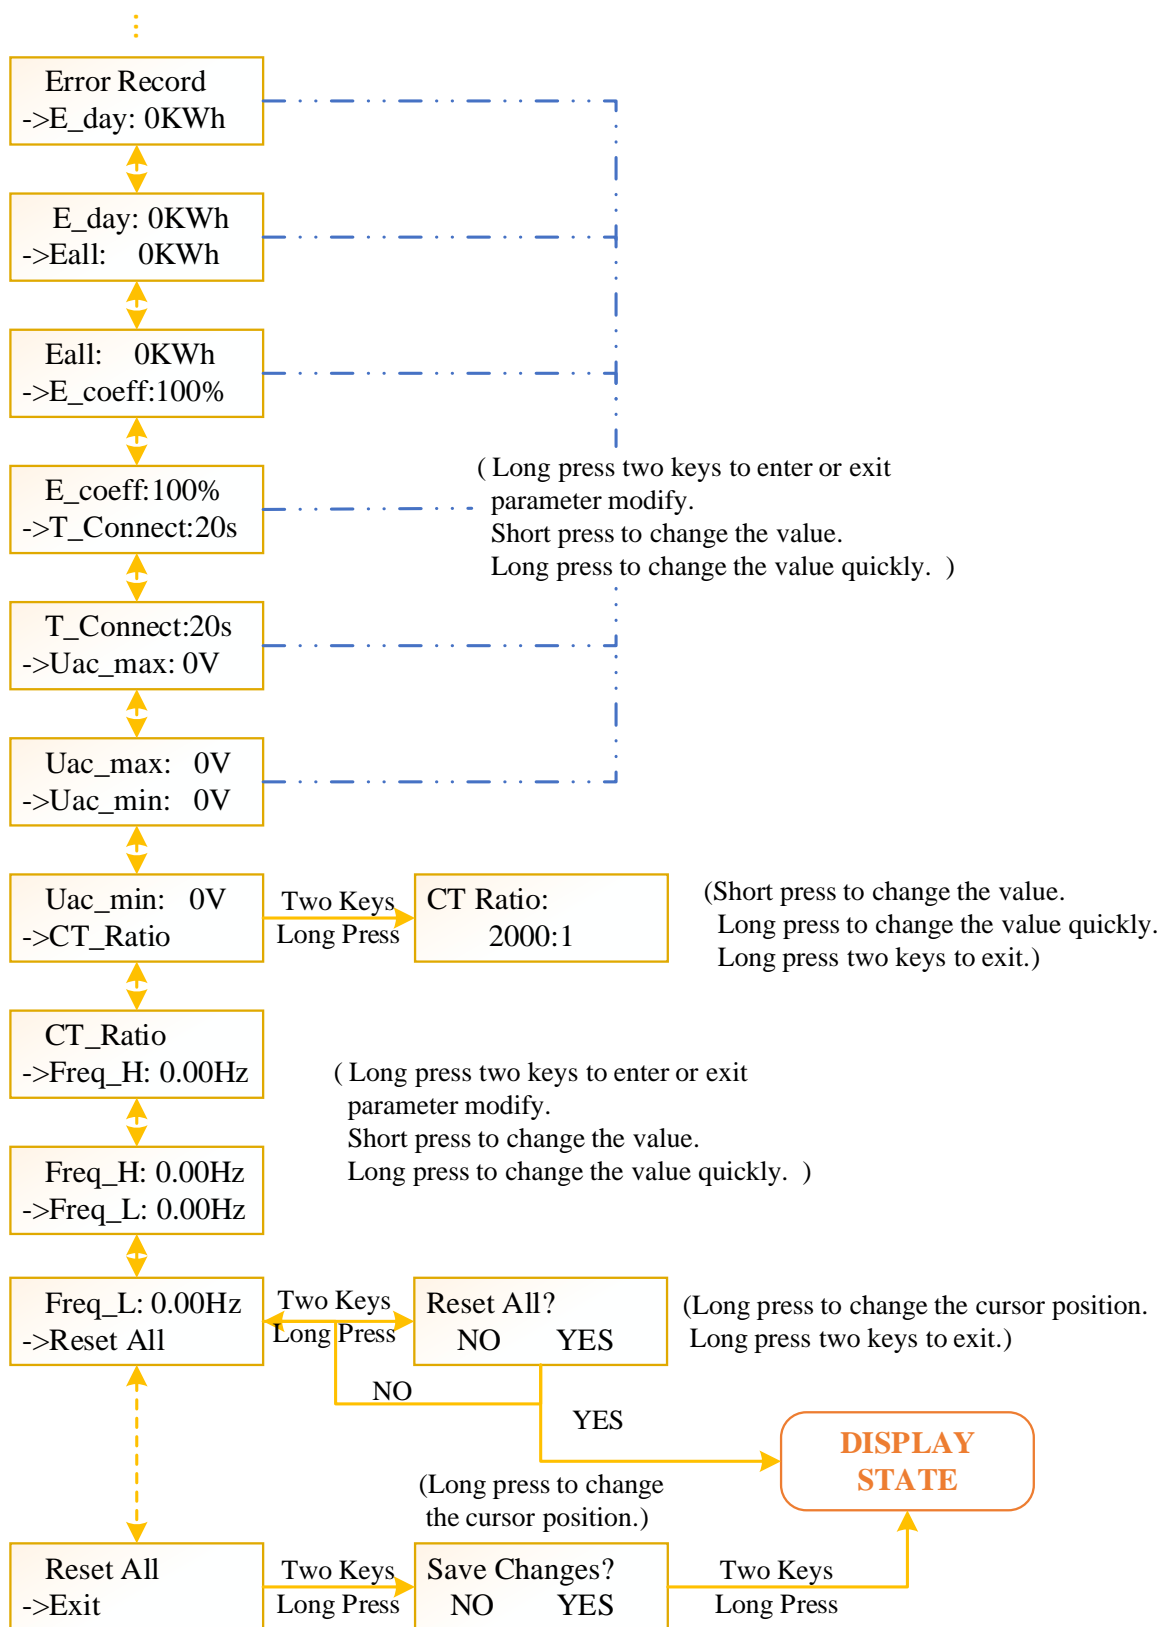 Error Record
->E_day: 0KWh
E_day: 0KWh
->Eall: 0KWh
Eall: 0KWh
->E_coeff:100%
E_coeff:100%
->T_Connect:20s
( Long press two keys to enter or exit
parameter modify.
Short press to change the value.
Long press to change the value quickly. )
T_Connect:20s
->Uac_max: 0V
Uac_max: 0V
->Uac_min: 0V
Uac_min: 0V
->CT_Ratio
Two Keys
Long Press
CT Ratio:
2000:1
(Short press to change the value.
Long press to change the value quickly.
Long press two keys to exit.)
CT_Ratio
->Freq_H: 0.00Hz
( Long press two keys to enter or exit
parameter modify.
Short press to change the value.
Long press to change the value quickly. )
Freq_H: 0.00Hz
->Freq_L: 0.00Hz
Freq_L: 0.00Hz
->Reset All
Two Keys
Long Press
Reset All?
NO YES
(Long press to change the cursor position.
Long press two keys to exit.)
NO
YES
DISPLAY
STATE
(Long press to change
the cursor position.)
Reset All
->Exit
Two Keys
Long Press
Save Changes?
NO YES
Two Keys
Long Press